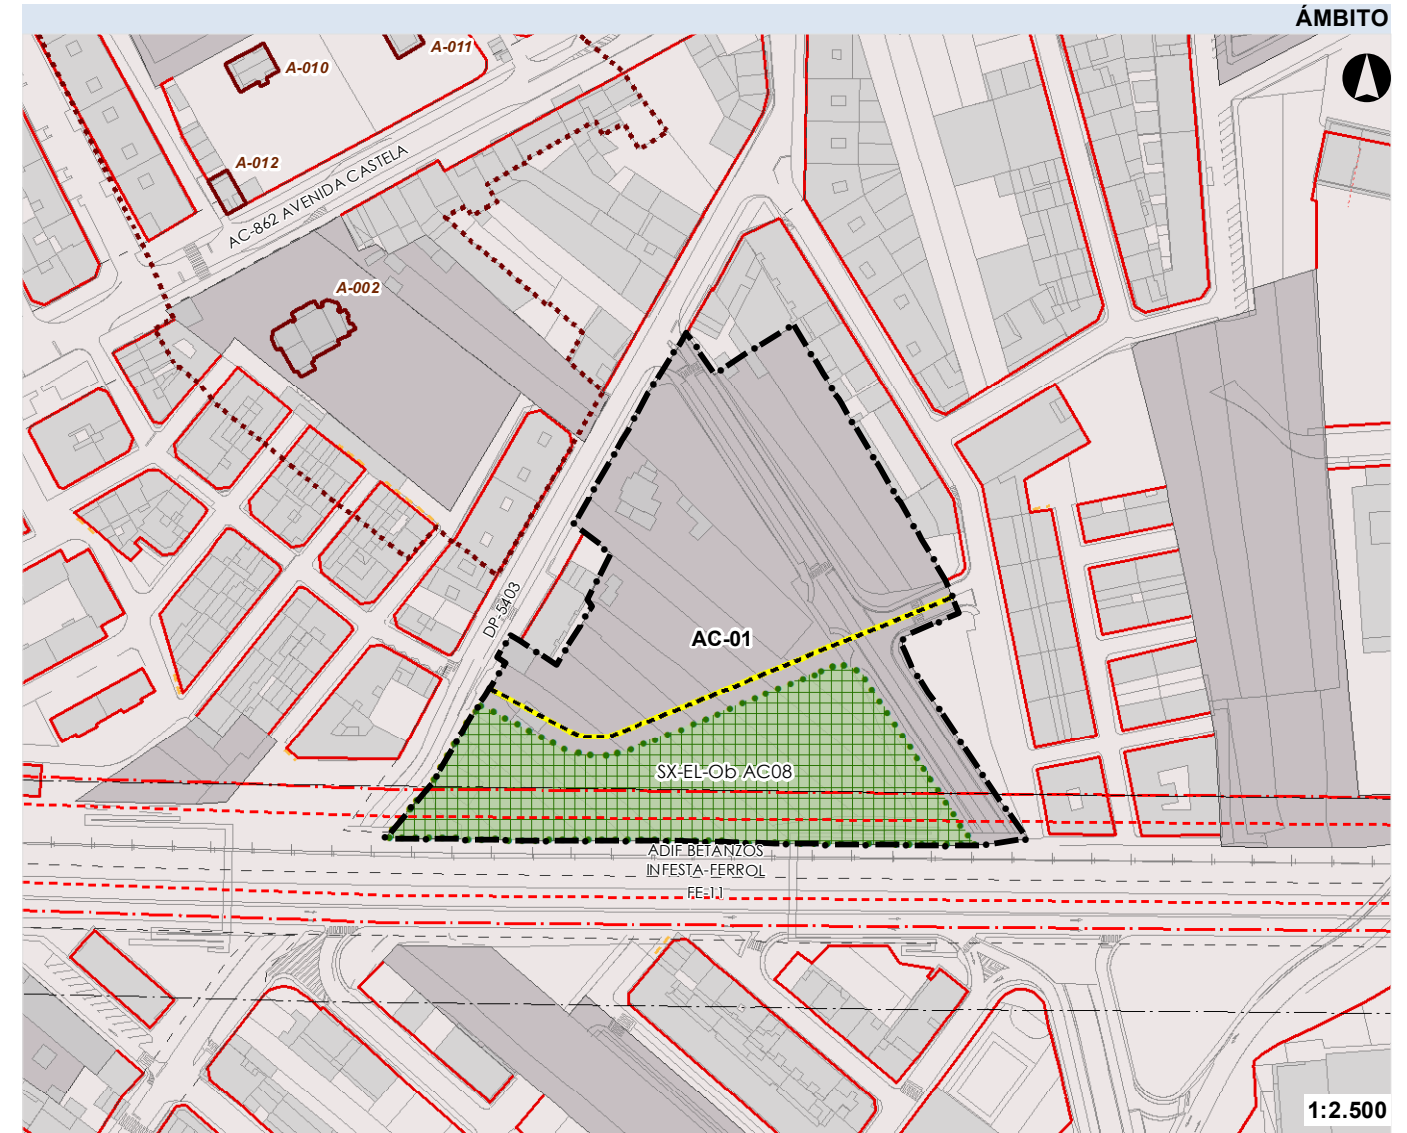 ÁMBITO
A-011
A-010
A-012
AC-862 AVENIDA CASTELA
A-002
DP-5403
AC-01
SX-EL-Ob AC08
ADIF BETANZOS
INFESTA-FERROL
FE-11
1:2.500